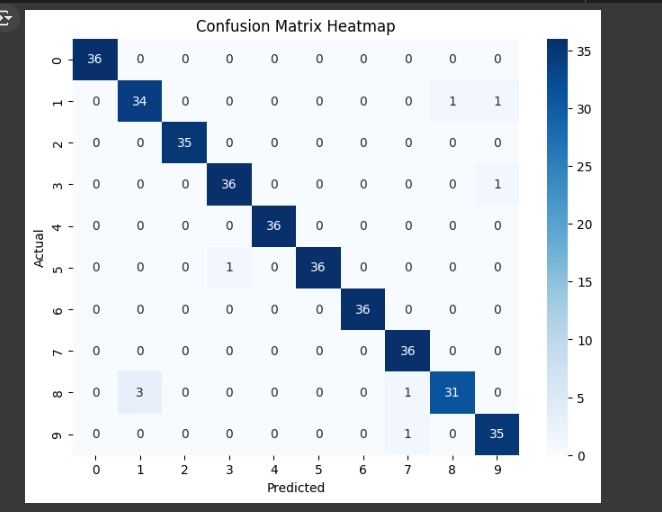 Confusion Matrix Heatmap
0 36 0 0 0 0 0 0 0 0 0
1 0 34 0 0 0 0 0 0 1 1
2 0 0 35 0 0 0 0 0 0 0
3 0 0 0 36 0 0 0 0 0 1
4 0 0 0 0 36 0 0 0 0 0
5 0 0 0 1 0 36 0 0 0 0
6 0 0 0 0 0 0 36 0 0 0
7 0 0 0 0 0 0 0 36 0 0
8 0 3 0 0 0 0 0 1 31 0
9 0 0 0 0 0 0 0 1 0 35
0 1 2 3 4 5 6 7 8 9
Predicted
Actual
35
30
25
20
15
10
5
0